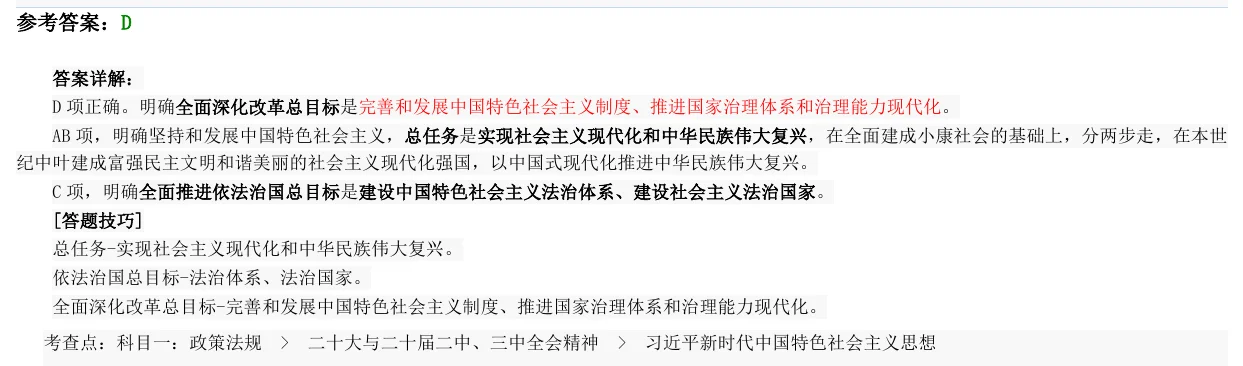 参考答案：D
答案详解：
D 项正确。明确全面深化改革总目标是完善和发展中国特色社会主义制度、推进国家治理体系和治理能力现代化。
AB 项，明确坚持和发展中国特色社会主义，总任务是实现社会主义现代化和中华民族伟大复兴，在全面建成小康社会的基础上，分两步走，在本世
纪中叶建成富强民主文明和谐美丽的社会主义现代化强国，以中国式现代化推进中华民族伟大复兴。
C 项，明确全面推进依法治国总目标是建设中国特色社会主义法治体系、建设社会主义法治国家。
[答题技巧]
总任务-实现社会主义现代化和中华民族伟大复兴。
依法治国总目标-法治体系、法治国家。
全面深化改革总目标-完善和发展中国特色社会主义制度、推进国家治理体系和治理能力现代化。
考查点：科目一：政策法规 > 二十大与二十届二中、三中全会精神 > 习近平新时代中国特色社会主义思想